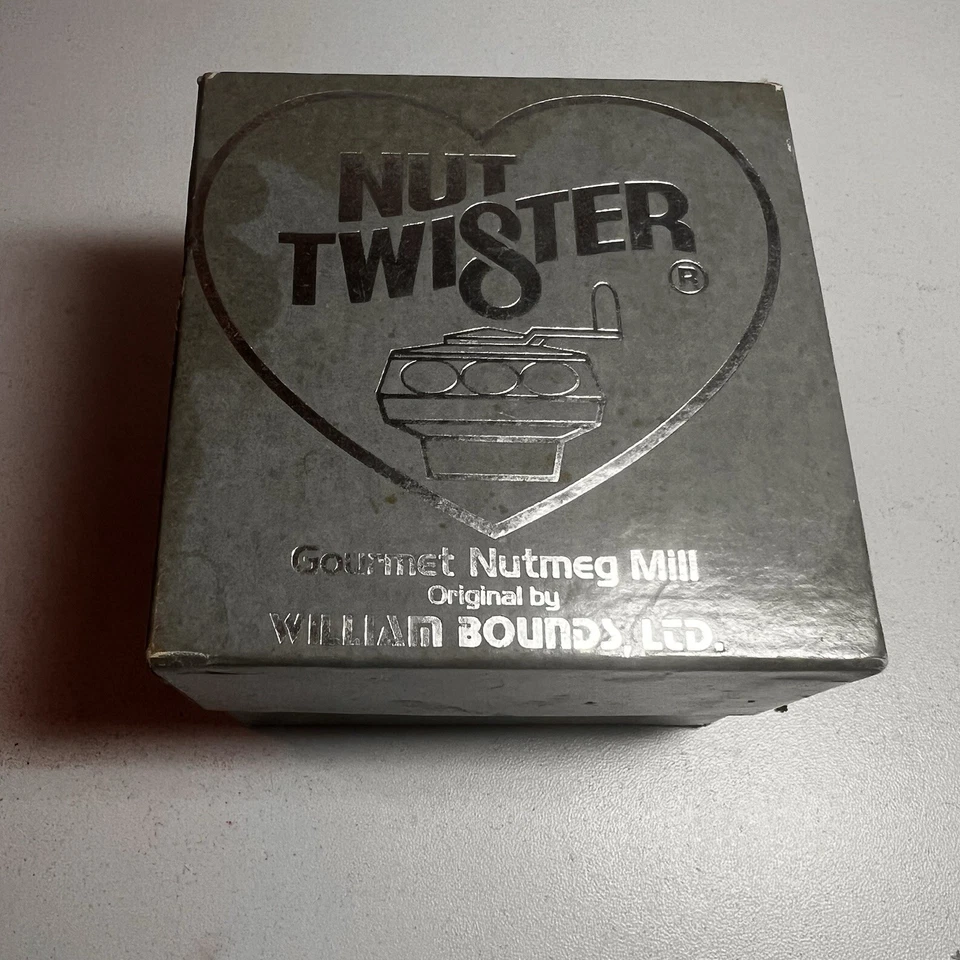 NUT
TWISTER®
Gourmet Nutmeg Mill
Original by
WILLIAM BOUNDS, LTD.